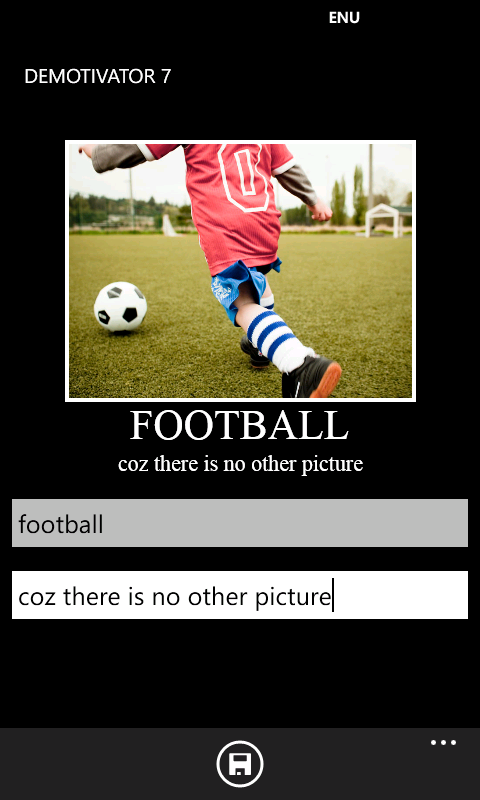 ENU
DEMOTIVATOR 7
FOOTBALL
coz there is no other picture
football
coz there is no other picture